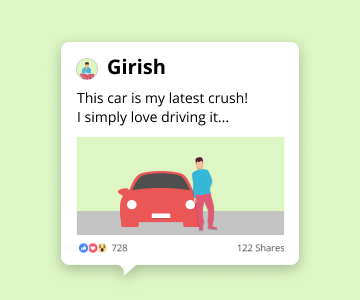 Girish
This car is my latest crush!
I simply love driving it...
728
122 Shares